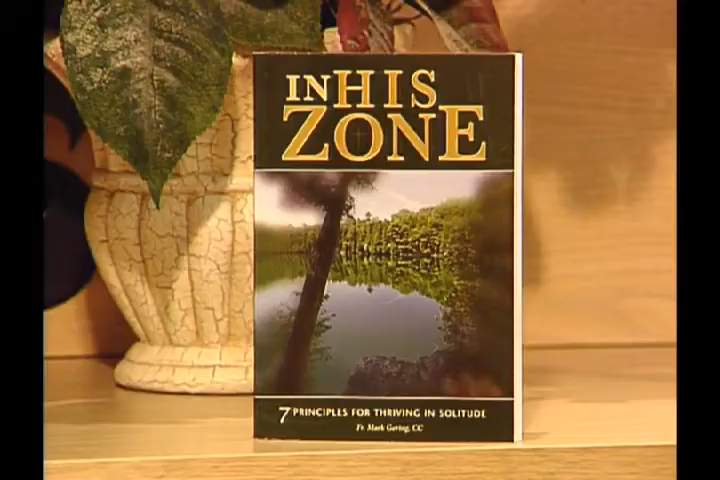 IN HIS
ZONE
7 PRINCIPLES FOR THRIVING IN SOLITUDE
Fr. Mark Goring, CC